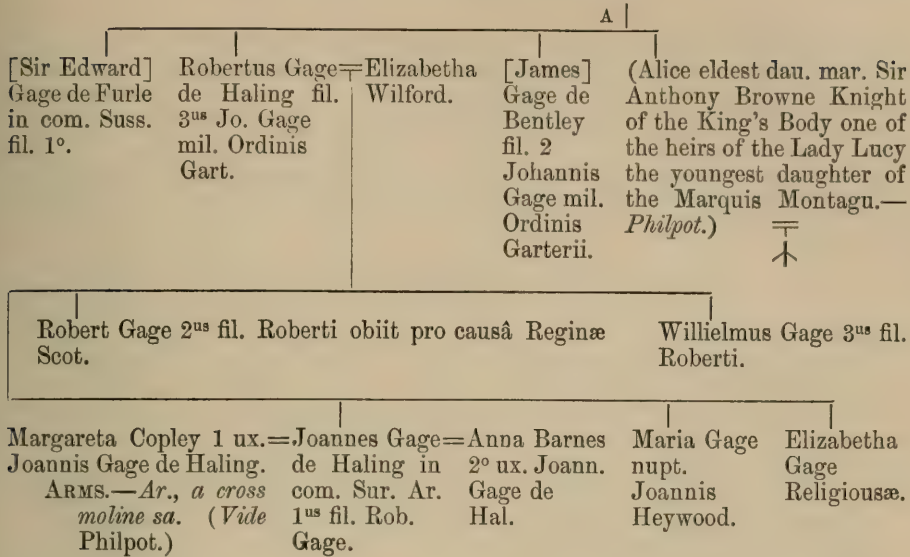 A
[Sir Edward]
Gage de Furle
in com. Suss.
fil. 1º.
Robertus Gage=Elizabetha
de Haling fil. Wilford.
3ᵘˢ Jo. Gage
mil. Ordinis
Gart.
[James]
Gage de
Bentley
fil. 2
Johannis
Gage mil.
Ordinis
Garterii.
(Alice eldest dau. mar. Sir
Anthony Browne Knight
of the King's Body one of
the heirs of the Lady Lucy
the youngest daughter of
the Marquis Montagu.—
Philpot.)
Robert Gage 2ᵘˢ fil. Roberti obiit pro causâ Reginæ
Scot.
Willielmus Gage 3ᵘˢ fil.
Roberti.
Margareta Copley 1 ux.=
Joannis Gage de Haling.
ARMS.—Ar., a cross
moline sa. (Vide
Philpot.)
Joannes Gage=
de Haling in
com. Sur. Ar.
1ᵘˢ fil. Rob.
Gage.
Anna Barnes
2º ux. Joann.
Gage de
Hal.
Maria Gage
nupt.
Joannis
Heywood.
Elizabetha
Gage
Religiousæ.